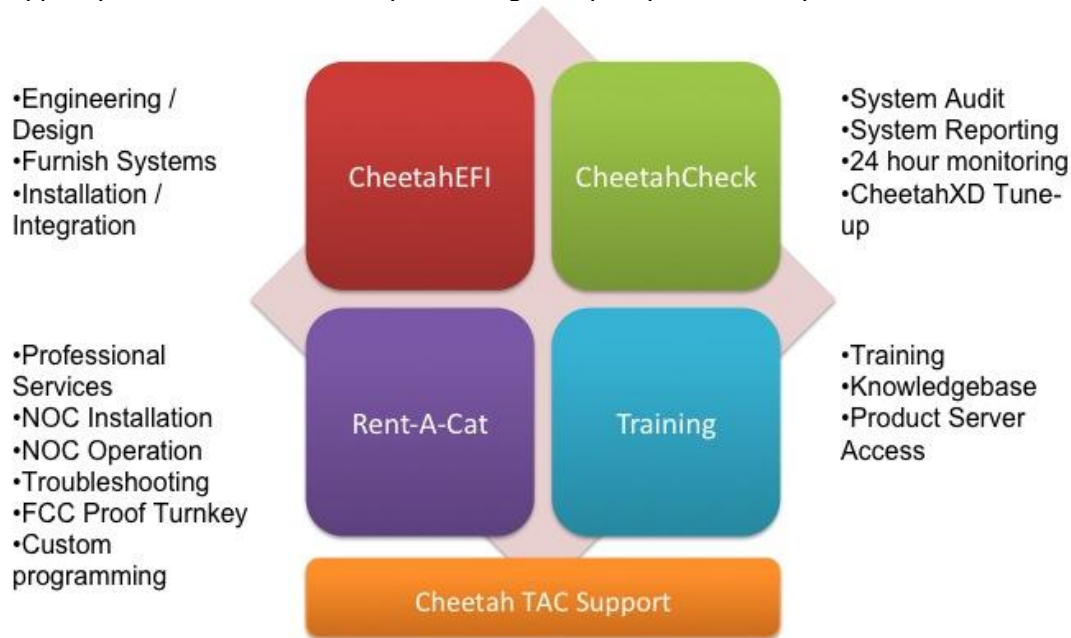 •Engineering /
Design
•Furnish Systems
•Installation /
Integration
CheetahEFI
CheetahCheck
•System Audit
•System Reporting
•24 hour monitoring
•CheetahXD Tune-
up
•Professional
Services
•NOC Installation
•NOC Operation
•Troubleshooting
•FCC Proof Turnkey
•Custom
programming
Rent-A-Cat
Training
•Training
•Knowledgebase
•Product Server
Access
Cheetah TAC Support